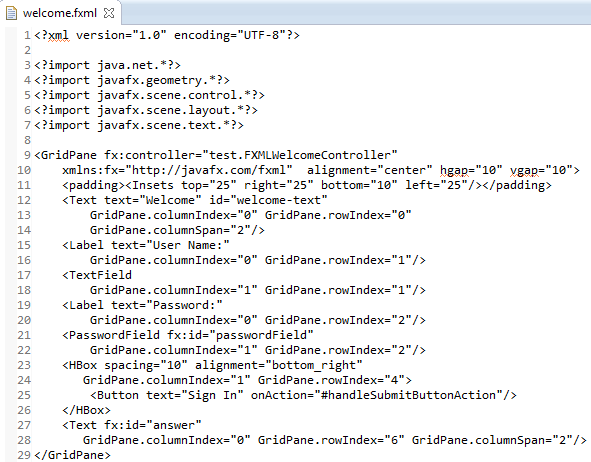 welcome.fxml
1 <?xml version="1.0" encoding="UTF-8"?>
2
3 <?import java.net.*?>
4 <?import javafx.geometry.*?>
5 <?import javafx.scene.control.*?>
6 <?import javafx.scene.layout.*?>
7 <?import javafx.scene.text.*?>
8
9 <GridPane fx:controller="test.FXMLWelcomeController"
10     xmlns:fx="http://javafx.com/fxml"  alignment="center" hgap="10" vgap="10">
11     <padding><Insets top="25" right="25" bottom="10" left="25"/></padding>
12     <Text text="Welcome" id="welcome-text"
13         GridPane.columnIndex="0" GridPane.rowIndex="0"
14         GridPane.columnSpan="2"/>
15     <Label text="User Name:"
16         GridPane.columnIndex="0" GridPane.rowIndex="1"/>
17     <TextField
18         GridPane.columnIndex="1" GridPane.rowIndex="1"/>
19     <Label text="Password:"
20         GridPane.columnIndex="0" GridPane.rowIndex="2"/>
21     <PasswordField fx:id="passwordField"
22         GridPane.columnIndex="1" GridPane.rowIndex="2"/>
23     <HBox spacing="10" alignment="bottom_right"
24        GridPane.columnIndex="1" GridPane.rowIndex="4">
25         <Button text="Sign In" onAction="#handleSubmitButtonAction"/>
26     </HBox>
27     <Text fx:id="answer"
28        GridPane.columnIndex="0" GridPane.rowIndex="6" GridPane.columnSpan="2"/>
29 </GridPane>